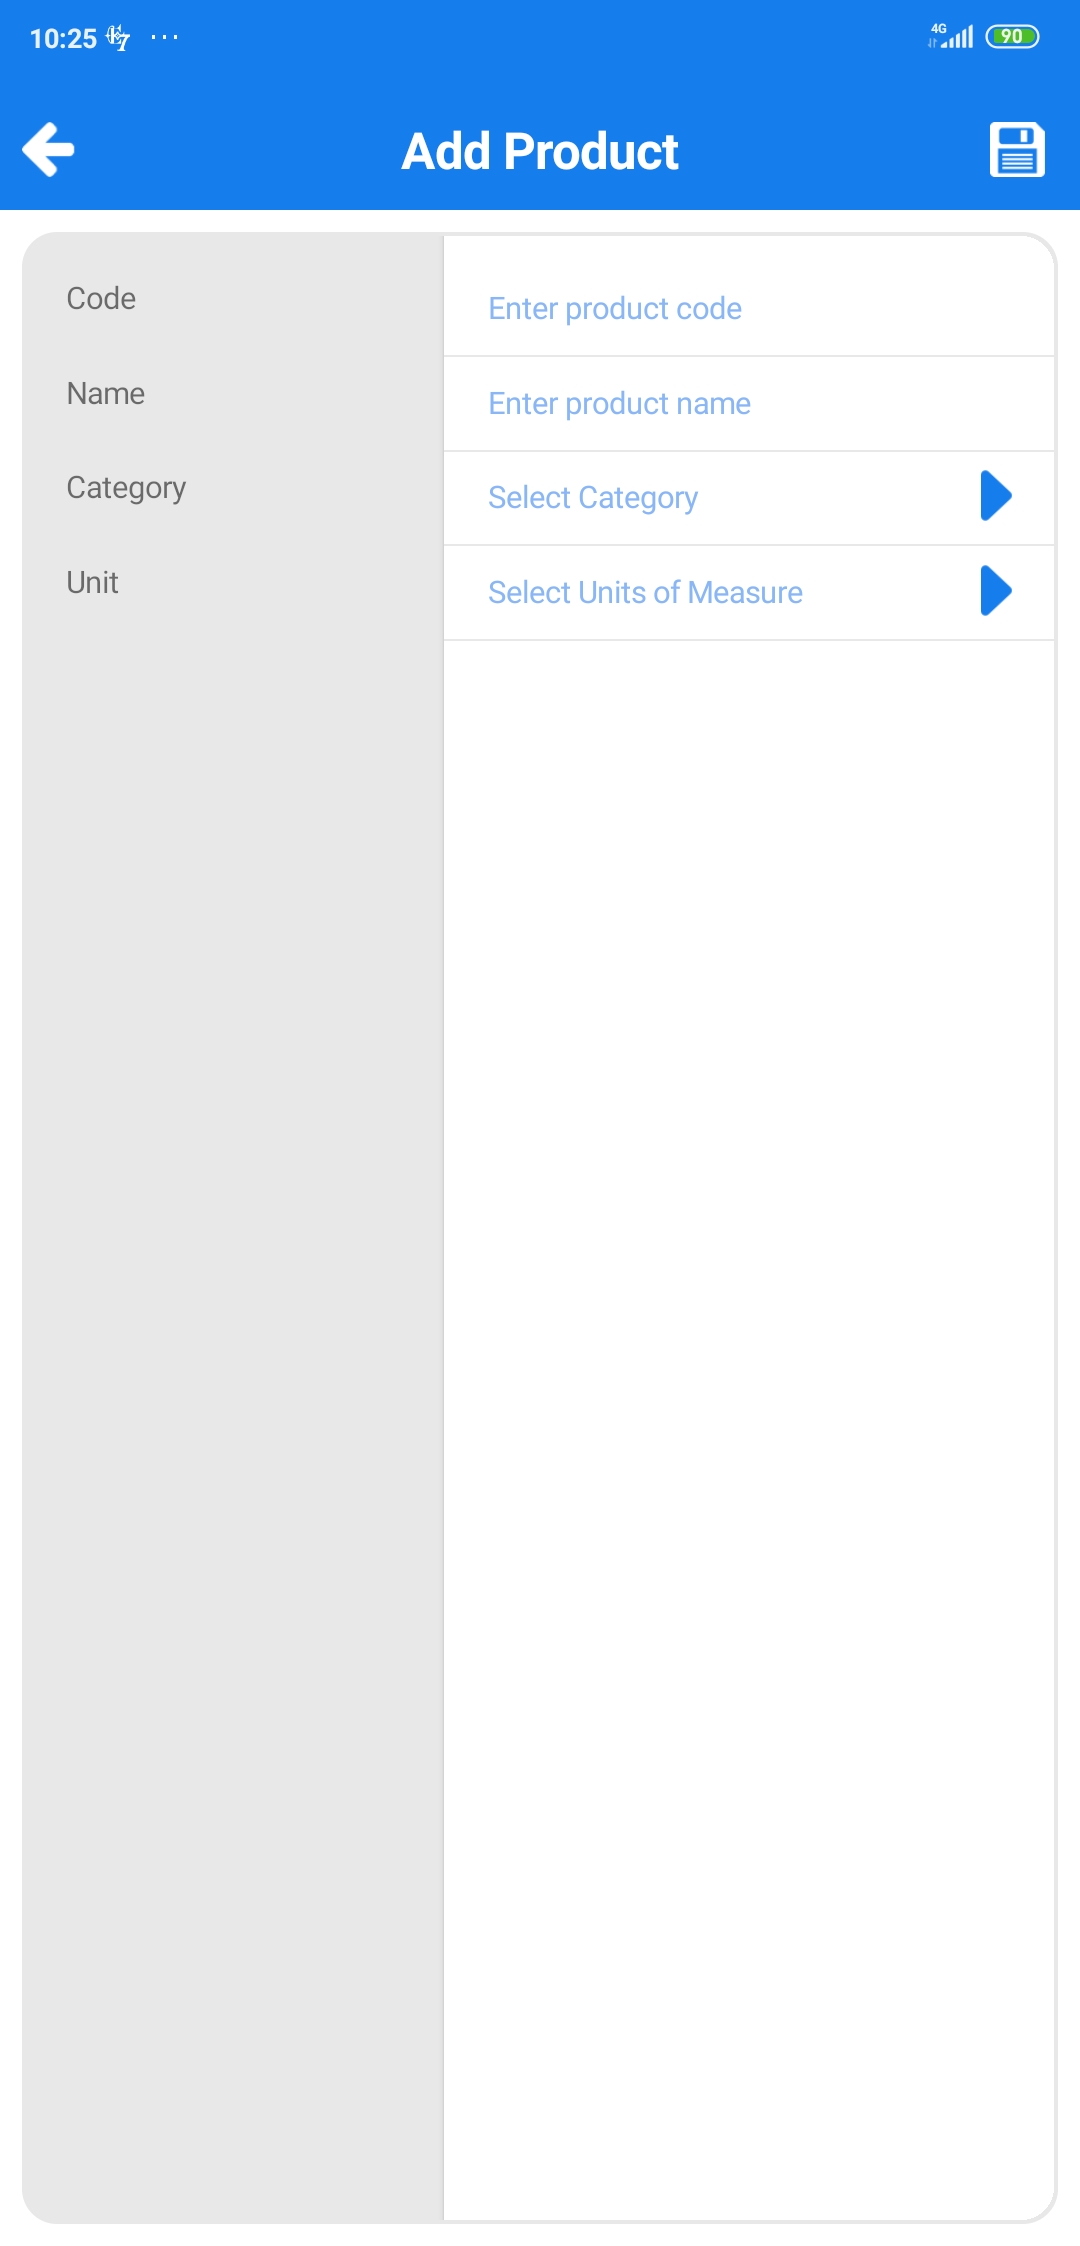 10:25 ... 4G 90
Add Product
Code Enter product code
Name Enter product name
Category Select Category
Unit Select Units of Measure